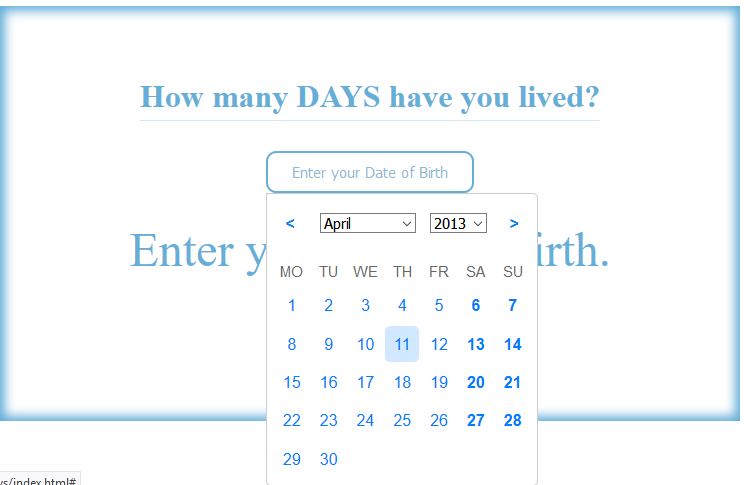 How many DAYS have you lived?
Enter your Date of Birth
< April 2013 >
Enter y irth.
MO TU WE TH FR SA SU
1 2 3 4 5 6 7
8 9 10 11 12 13 14
15 16 17 18 19 20 21
22 23 24 25 26 27 28
29 30
ys/index.html#